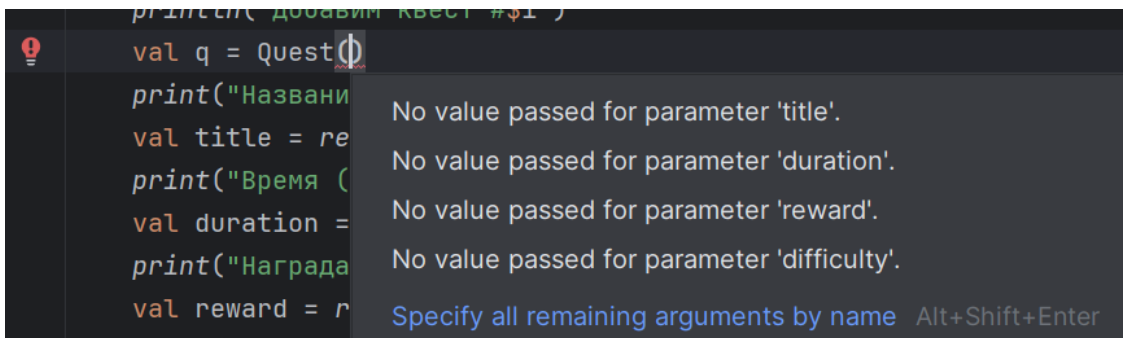 println("Добавим квест #$i")
val q = Quest()
print("Названи
val title = re
print("Время (
val duration =
print("Награда
val reward = r
No value passed for parameter 'title'.
No value passed for parameter 'duration'.
No value passed for parameter 'reward'.
No value passed for parameter 'difficulty'.
Specify all remaining arguments by name Alt+Shift+Enter